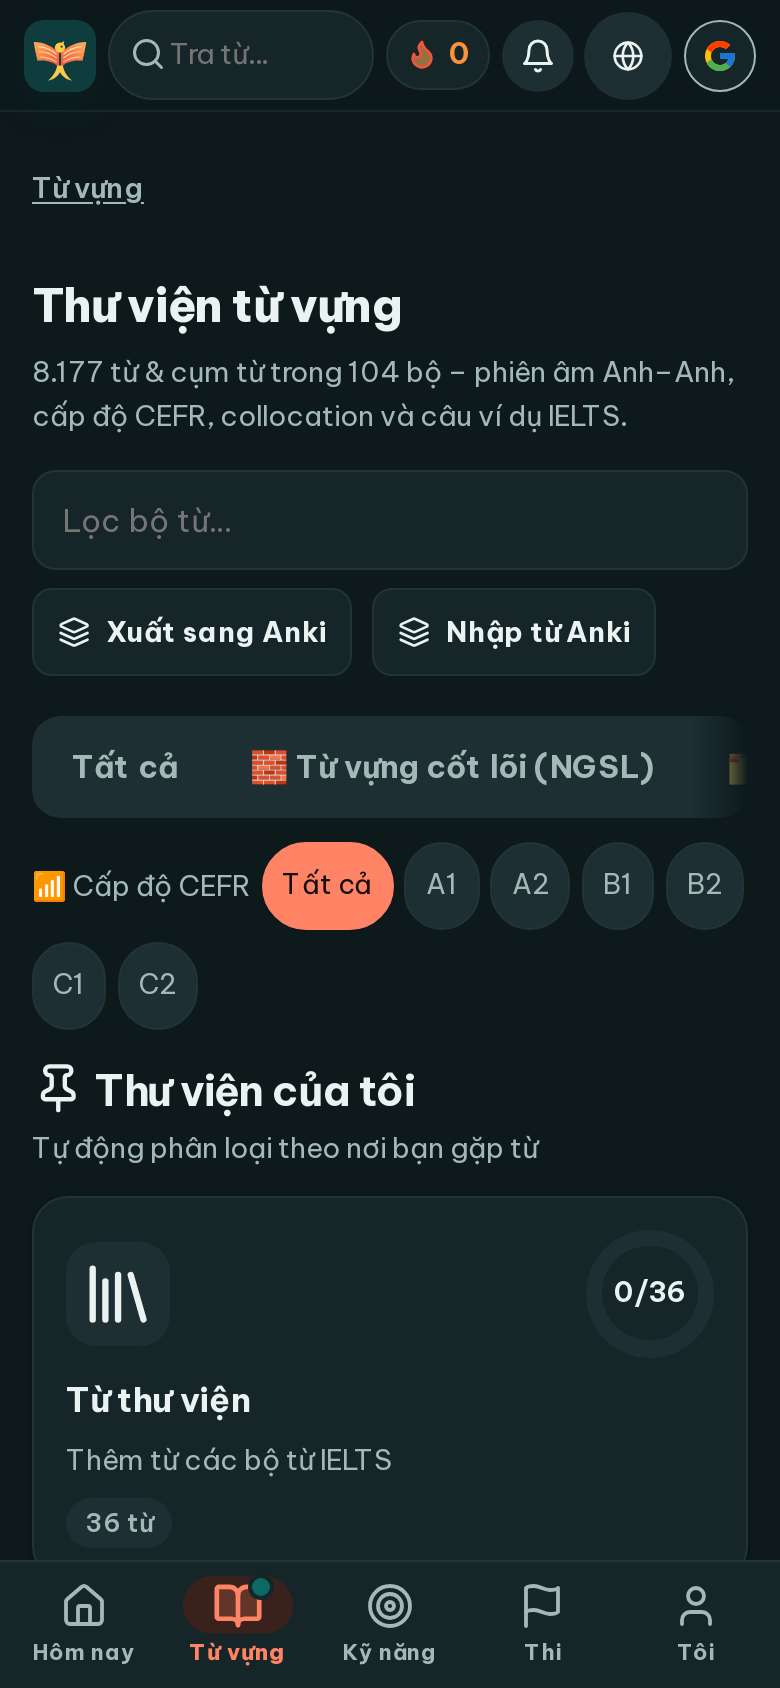 Tra từ...
0
Từ vựng
Thư viện từ vựng
8.177 từ & cụm từ trong 104 bộ – phiên âm Anh–Anh,
cấp độ CEFR, collocation và câu ví dụ IELTS.
Lọc bộ từ...
Xuất sang Anki
Nhập từ Anki
Tất cả
Từ vựng cốt lõi (NGSL)
Cấp độ CEFR
Tất cả
A1
A2
B1
B2
C1
C2
Thư viện của tôi
Tự động phân loại theo nơi bạn gặp từ
0/36
Từ thư viện
Thêm từ các bộ từ IELTS
36 từ
Hôm nay
Từ vựng
Kỹ năng
Thi
Tôi